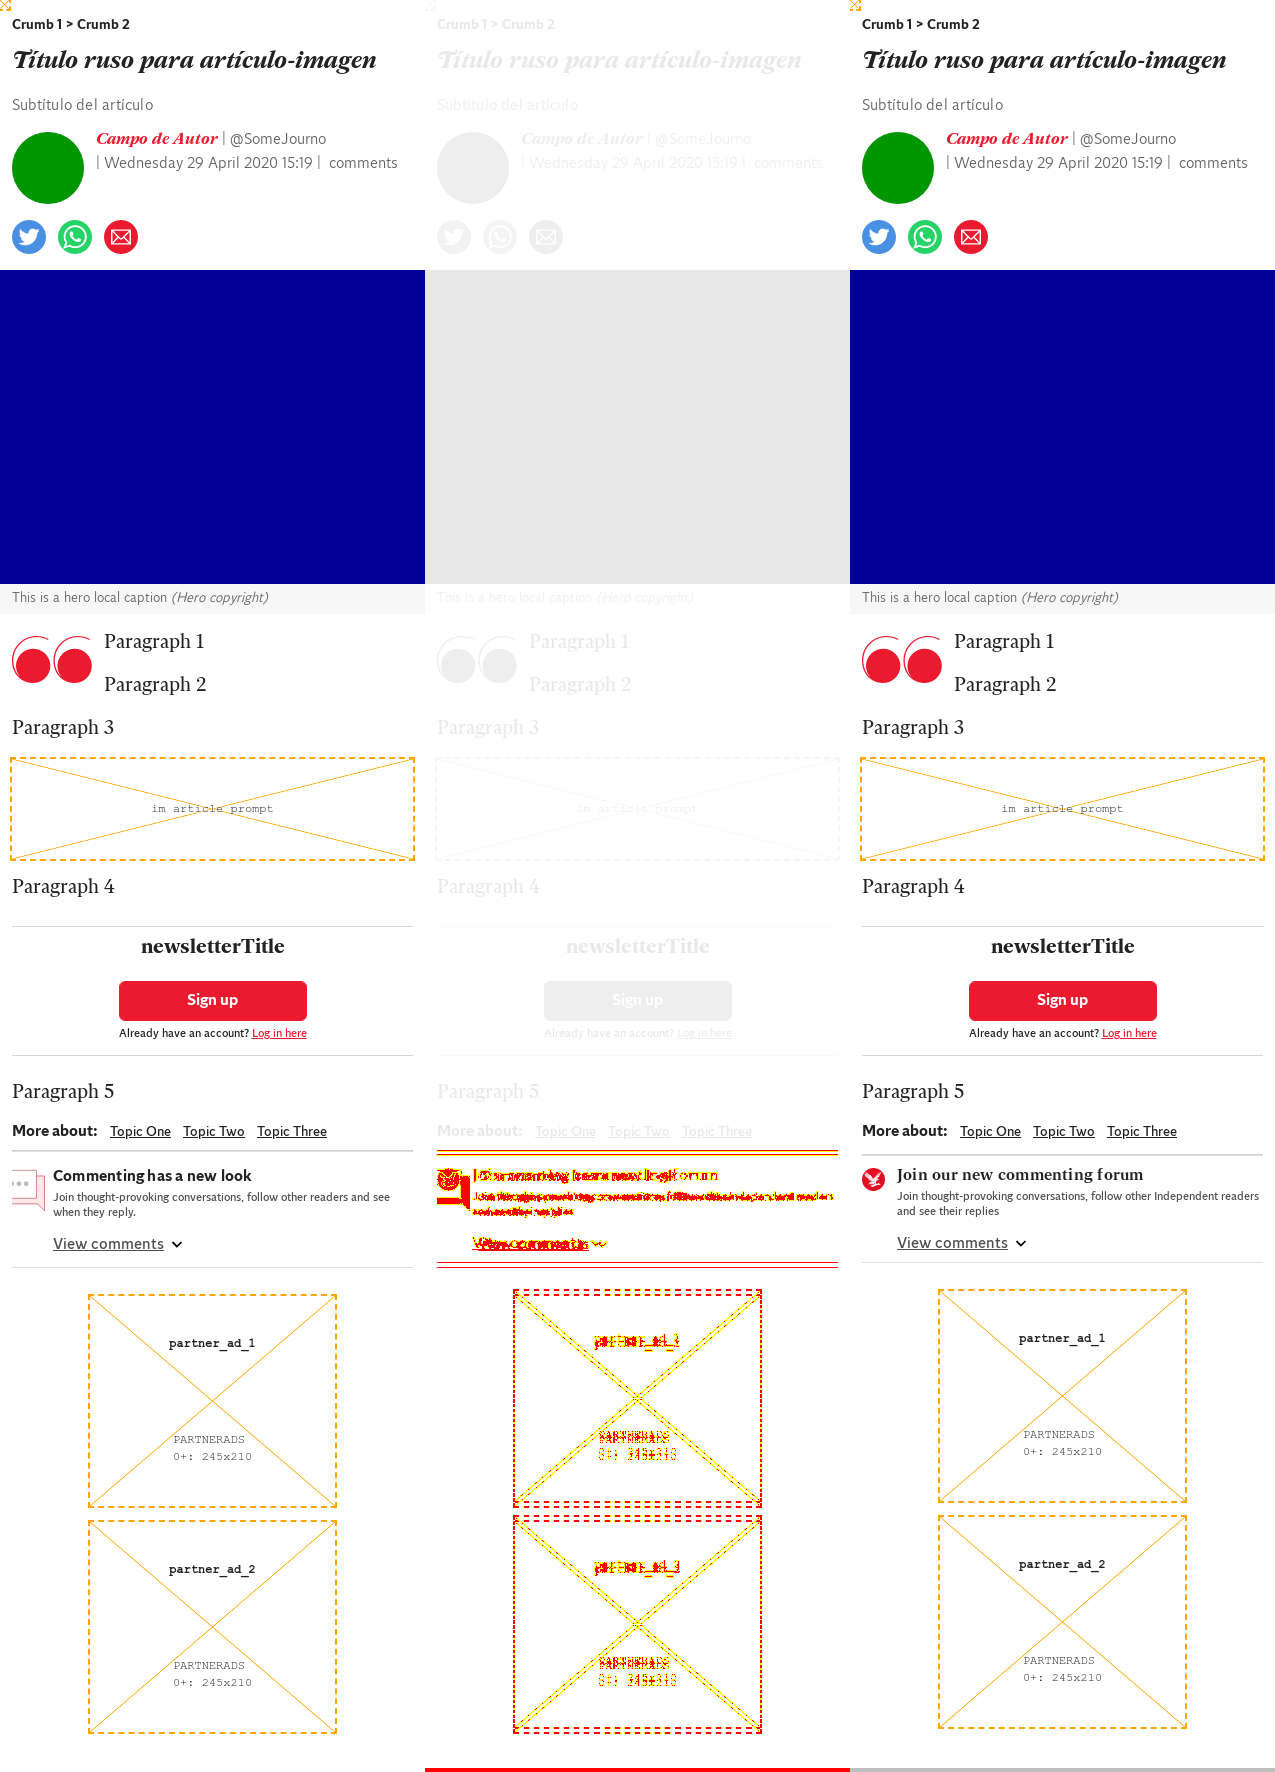 Crumb 1 > Crumb 2
Título ruso para artículo-imagen
Subtítulo del artículo
Campo de Autor | @SomeJourno
| Wednesday 29 April 2020 15:19 | comments
This is a hero local caption (Hero copyright)
Paragraph 1
Paragraph 2
Paragraph 3
im article prompt
Paragraph 4
newsletterTitle
Sign up
Already have an account? Log in here
Paragraph 5
More about: Topic One Topic Two Topic Three
Commenting has a new look
Join thought-provoking conversations, follow other readers and see
when they reply.
View comments
partner_ad_1
PARTNERADS
0+: 245x210
partner_ad_2
PARTNERADS
0+: 245x210
Crumb 1 > Crumb 2
Título ruso para artículo-imagen
Subtítulo del artículo
Campo de Autor | @SomeJourno
| Wednesday 29 April 2020 15:19 | comments
This is a hero local caption (Hero copyright)
Paragraph 1
Paragraph 2
Paragraph 3
im article prompt
Paragraph 4
newsletterTitle
Sign up
Already have an account? Log in here
Paragraph 5
More about: Topic One Topic Two Topic Three
Crumb 1 > Crumb 2
Título ruso para artículo-imagen
Subtítulo del artículo
Campo de Autor | @SomeJourno
| Wednesday 29 April 2020 15:19 | comments
This is a hero local caption (Hero copyright)
Paragraph 1
Paragraph 2
Paragraph 3
im article prompt
Paragraph 4
newsletterTitle
Sign up
Already have an account? Log in here
Paragraph 5
More about: Topic One Topic Two Topic Three
Join our new commenting forum
Join thought-provoking conversations, follow other Independent readers
and see their replies
View comments
partner_ad_1
PARTNERADS
0+: 245x210
partner_ad_2
PARTNERADS
0+: 245x210